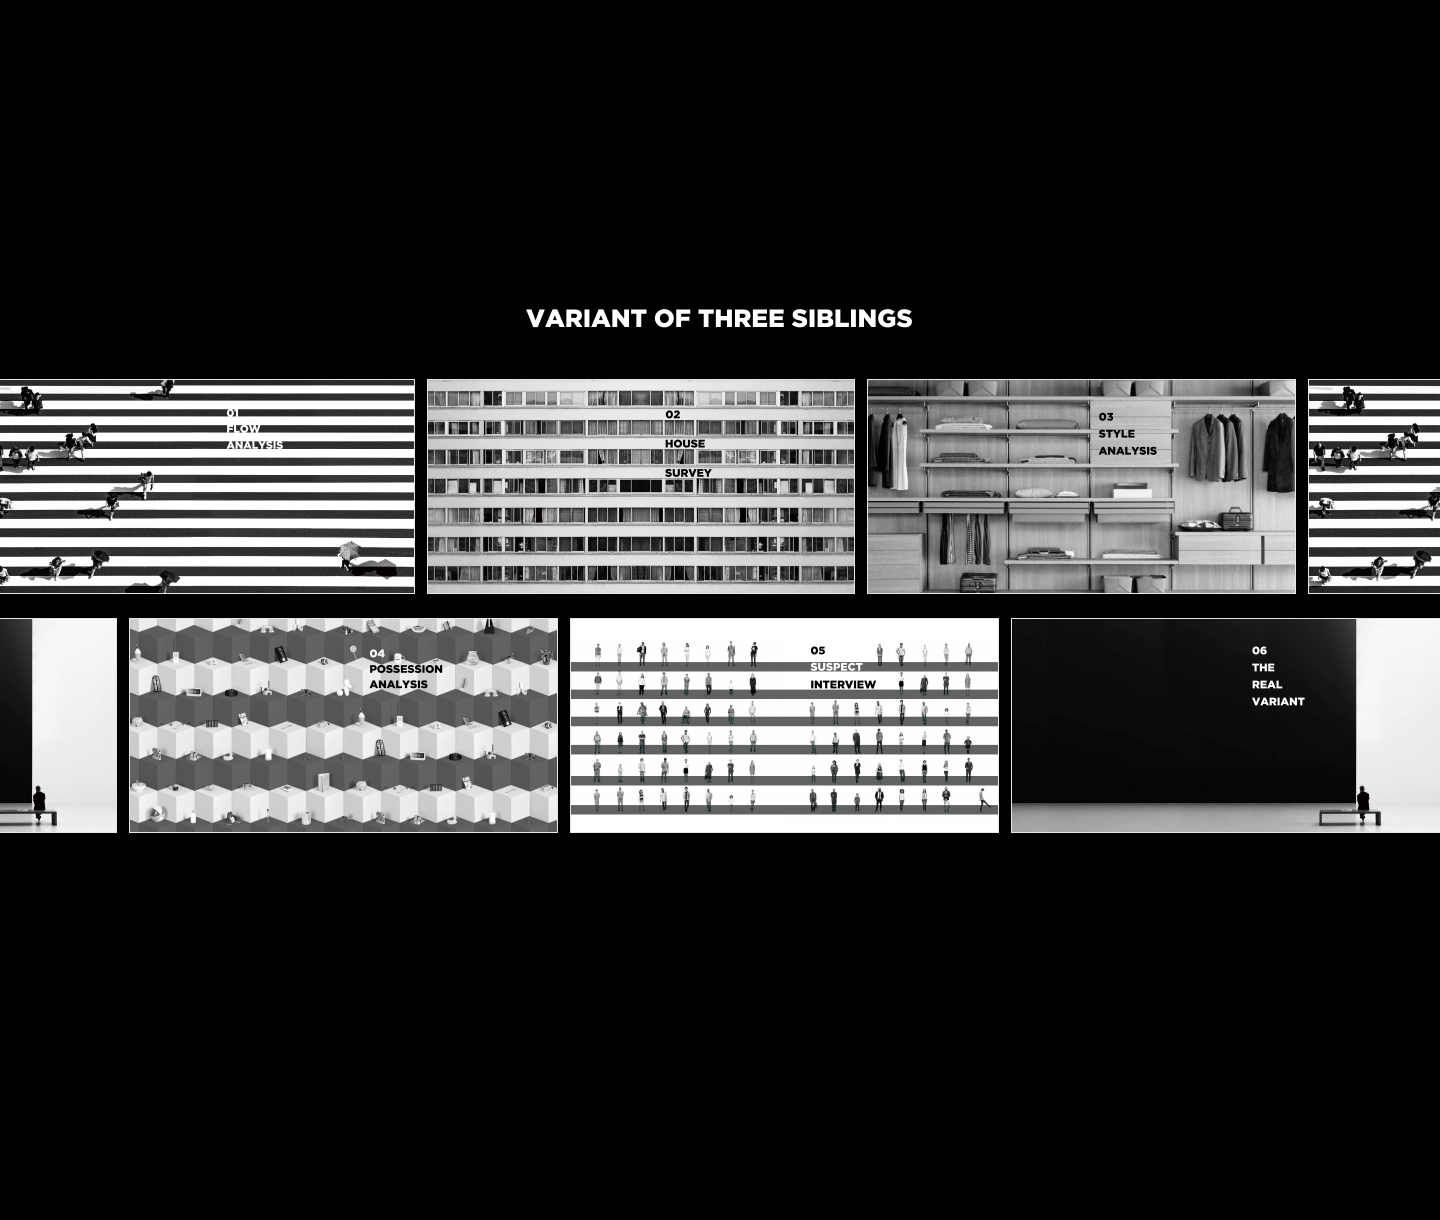 VARIANT OF THREE SIBLINGS
01
FLOW
ANALYSIS
02
HOUSE
SURVEY
03
STYLE
ANALYSIS
04
POSSESSION
ANALYSIS
05
SUSPECT
INTERVIEW
06
THE
REAL
VARIANT